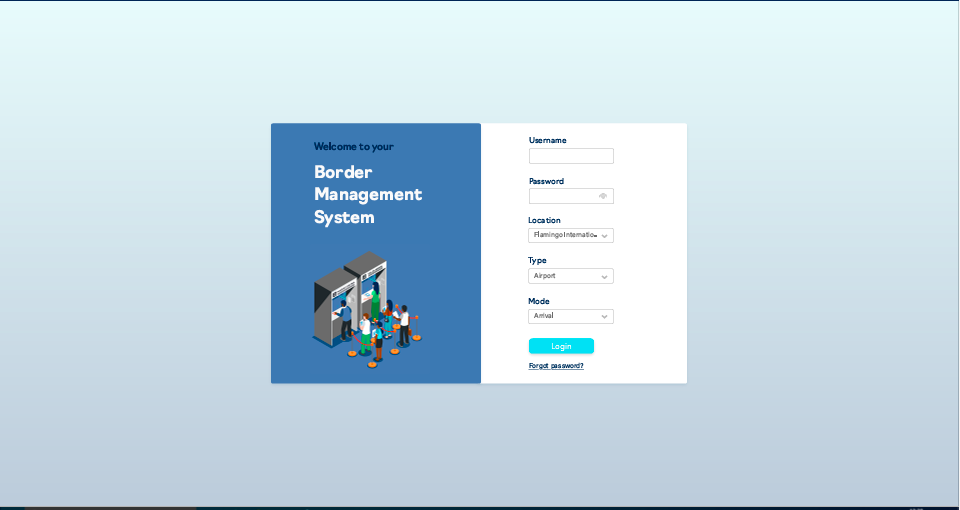 Welcome to your
Border
Management
System
Username
Password
Location
Flamingo Internatio...
Type
Airport
Mode
Arrival
Login
Forgot password?